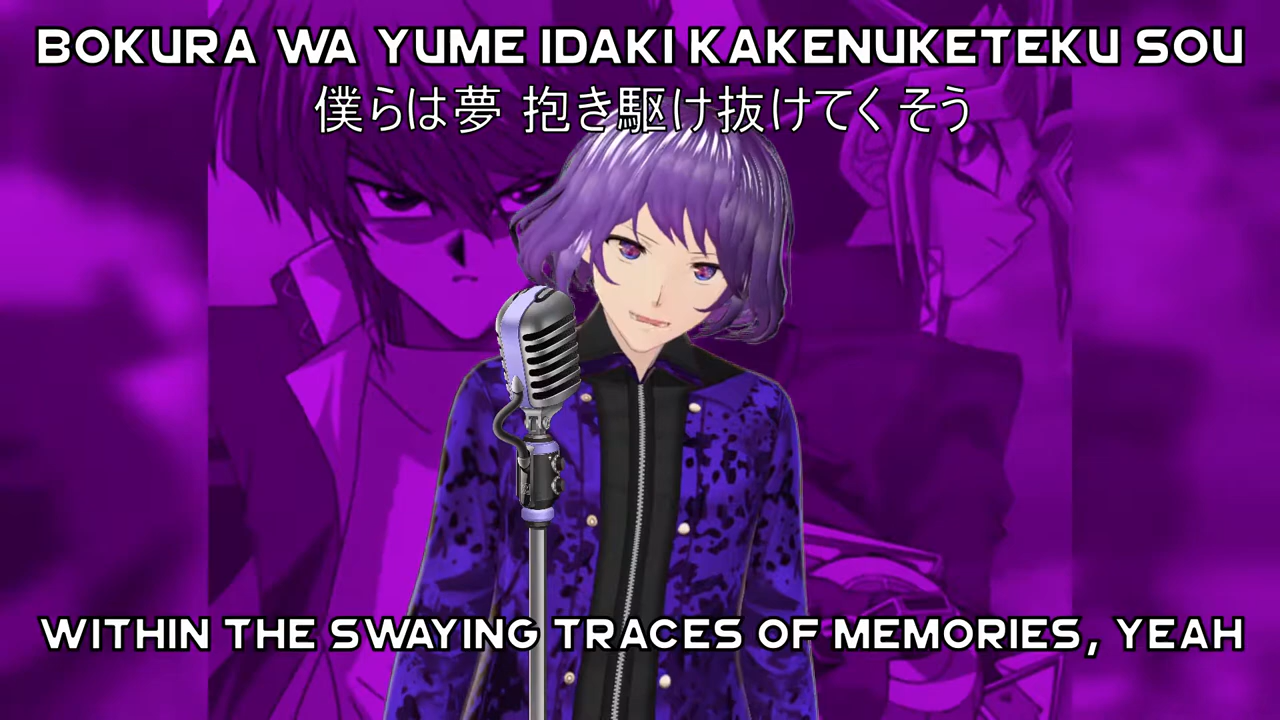 BOKURA WA YUME IDAKI KAKENUKETEKU SOU
僕らは夢 抱き駆け抜けてく そう
WITHIN THE SWAYING TRACES OF MEMORIES, YEAH